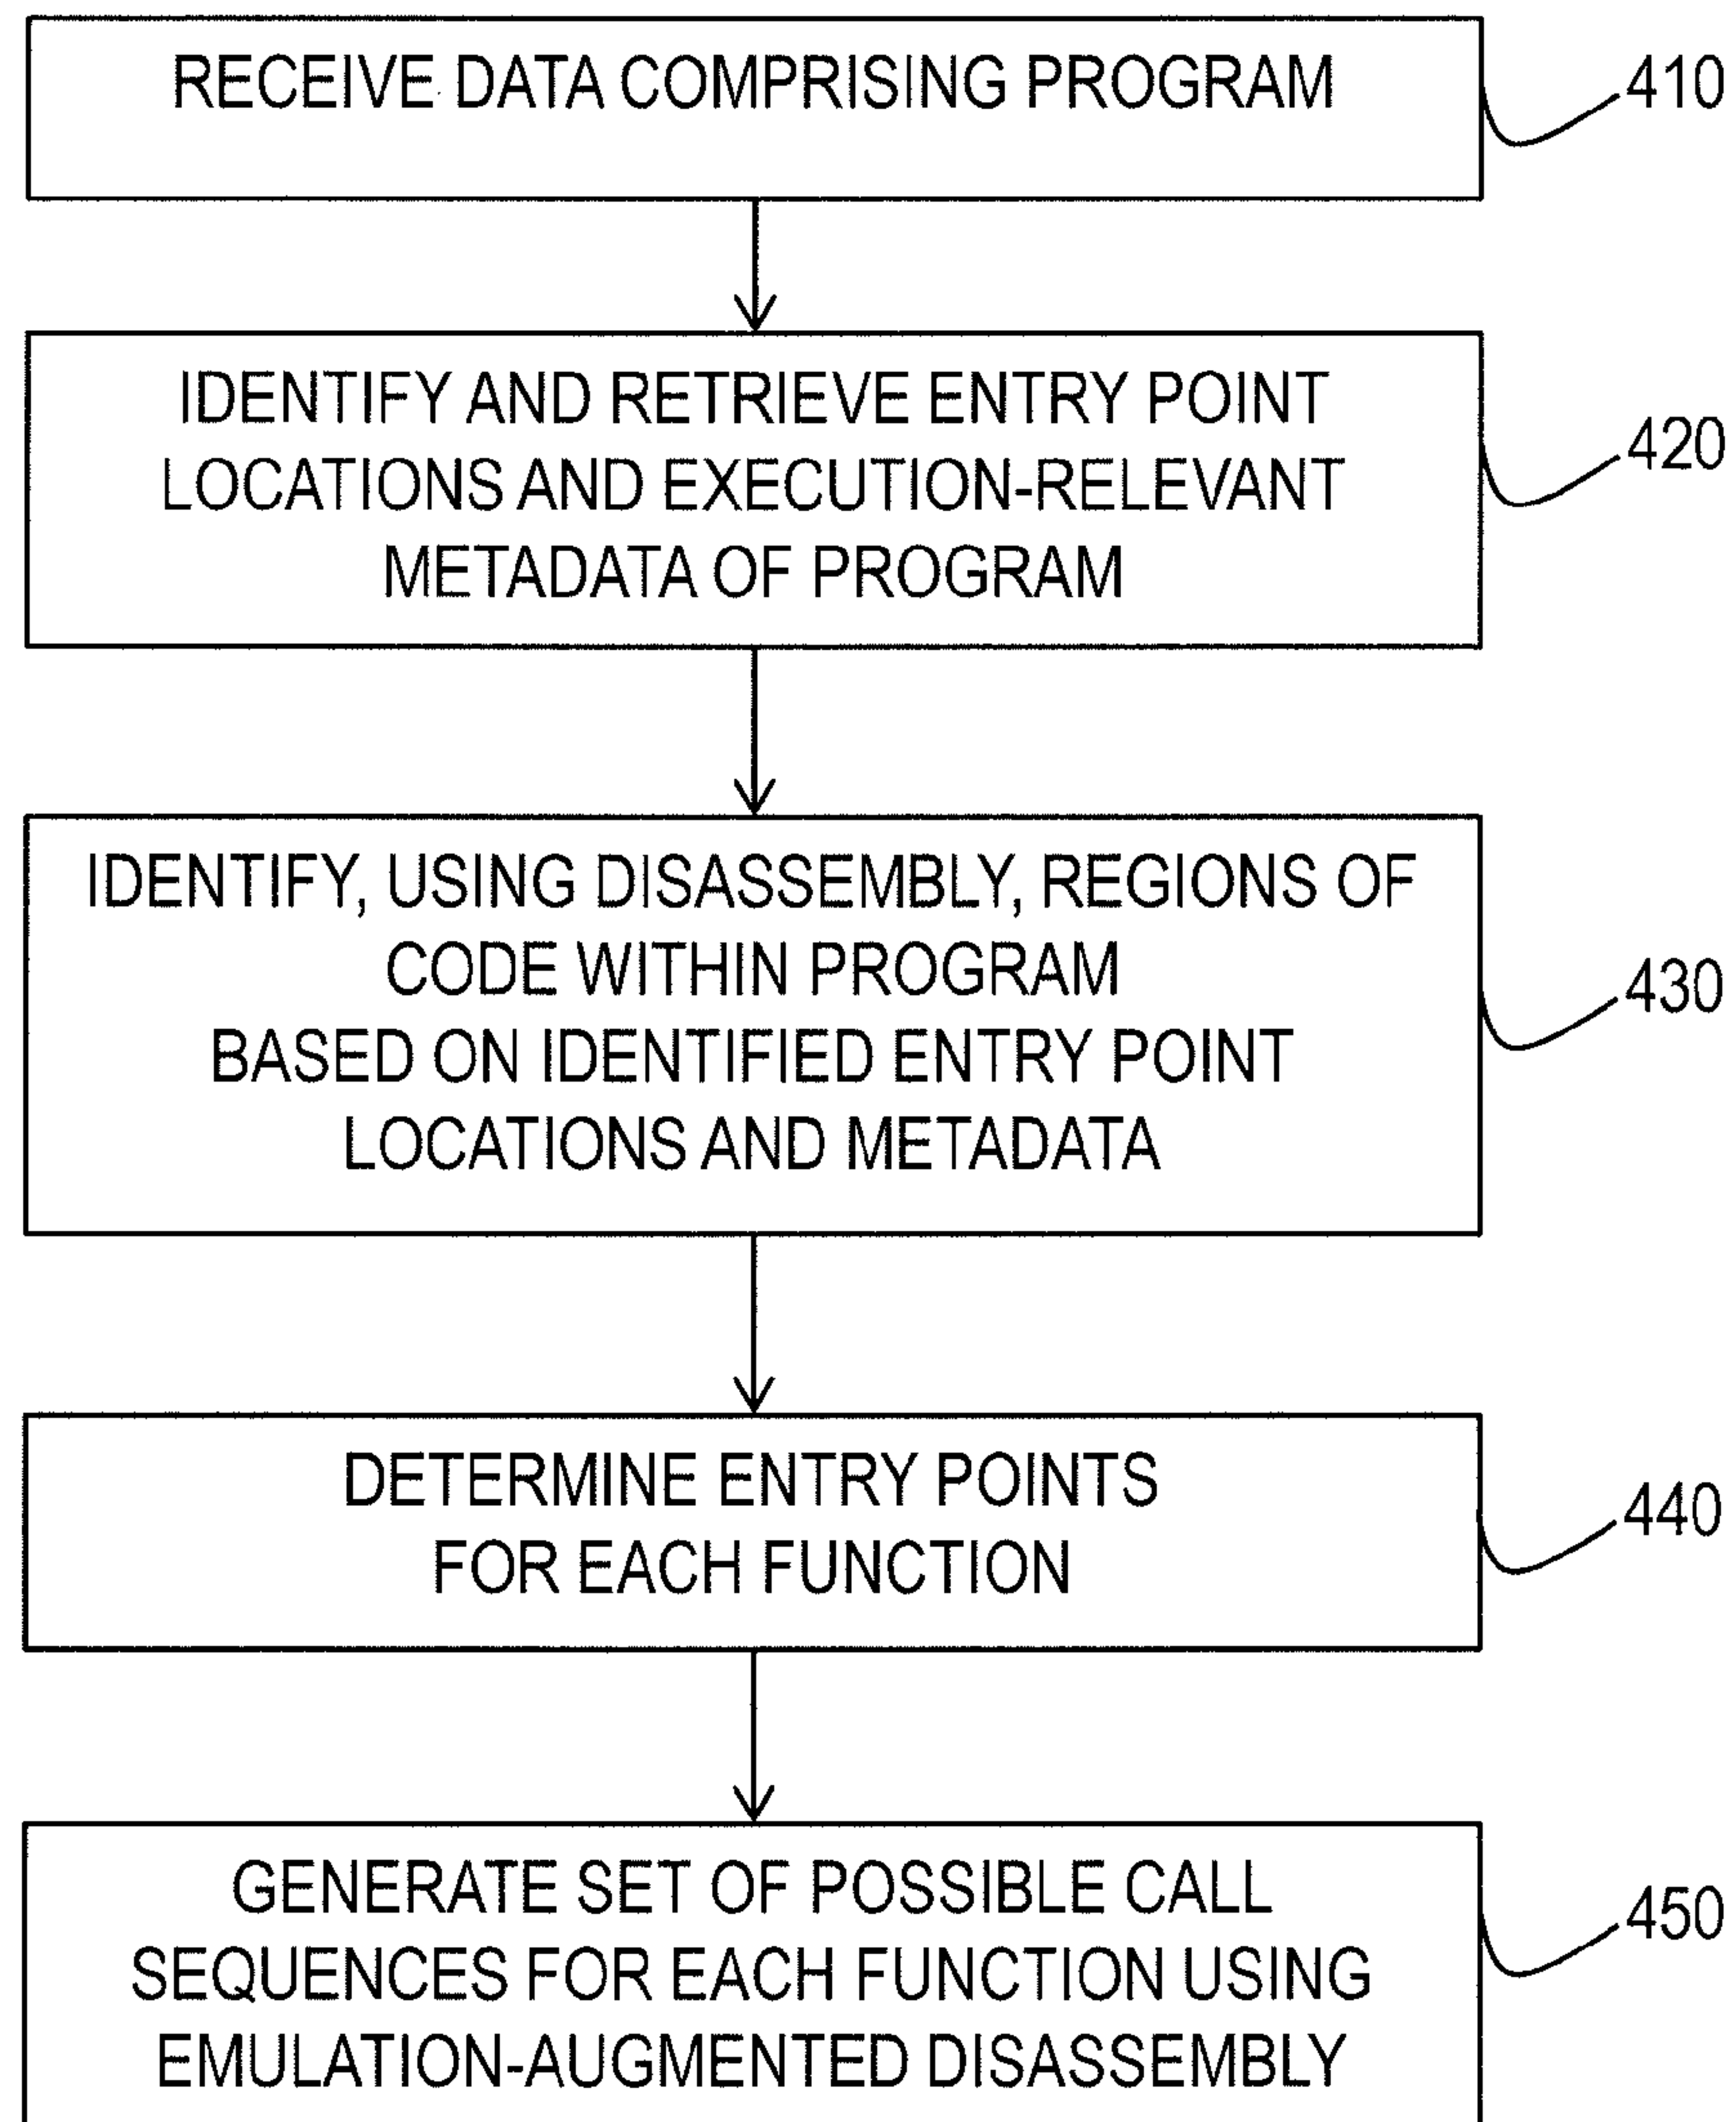 RECEIVE DATA COMPRISING PROGRAM
410
IDENTIFY AND RETRIEVE ENTRY POINT
LOCATIONS AND EXECUTION-RELEVANT
METADATA OF PROGRAM
420
IDENTIFY, USING DISASSEMBLY, REGIONS OF
CODE WITHIN PROGRAM
BASED ON IDENTIFIED ENTRY POINT
LOCATIONS AND METADATA
430
DETERMINE ENTRY POINTS
FOR EACH FUNCTION
440
GENERATE SET OF POSSIBLE CALL
SEQUENCES FOR EACH FUNCTION USING
EMULATION-AUGMENTED DISASSEMBLY
450